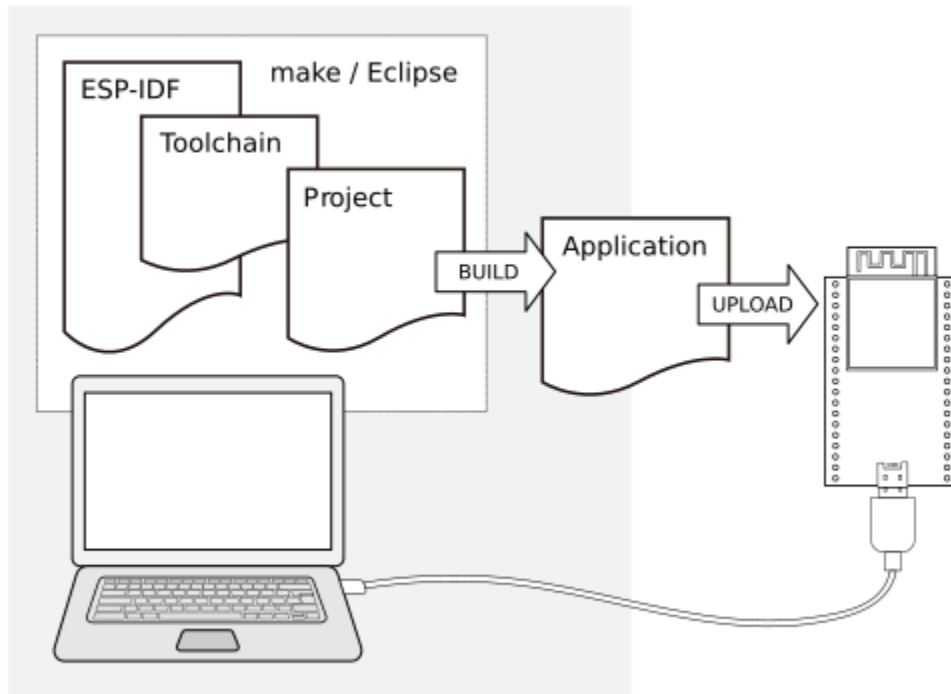 ESP-IDF
make / Eclipse
Toolchain
Project
BUILD
Application
UPLOAD